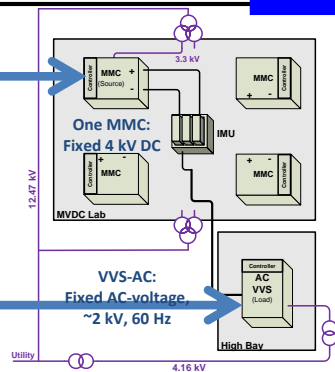 3.3 kV
Controller
MMC
(Source)
+
-
Controller
MMC
+ -
One MMC:
Fixed 4 kV DC
IMU
12.47 kV
Controller
+ -
MMC
Controller
- +
MMC
MVDC Lab
VVS-AC:
Fixed AC-voltage,
~2 kV, 60 Hz
Controller
AC
VVS
(Load)
High Bay
Utility
4.16 kV